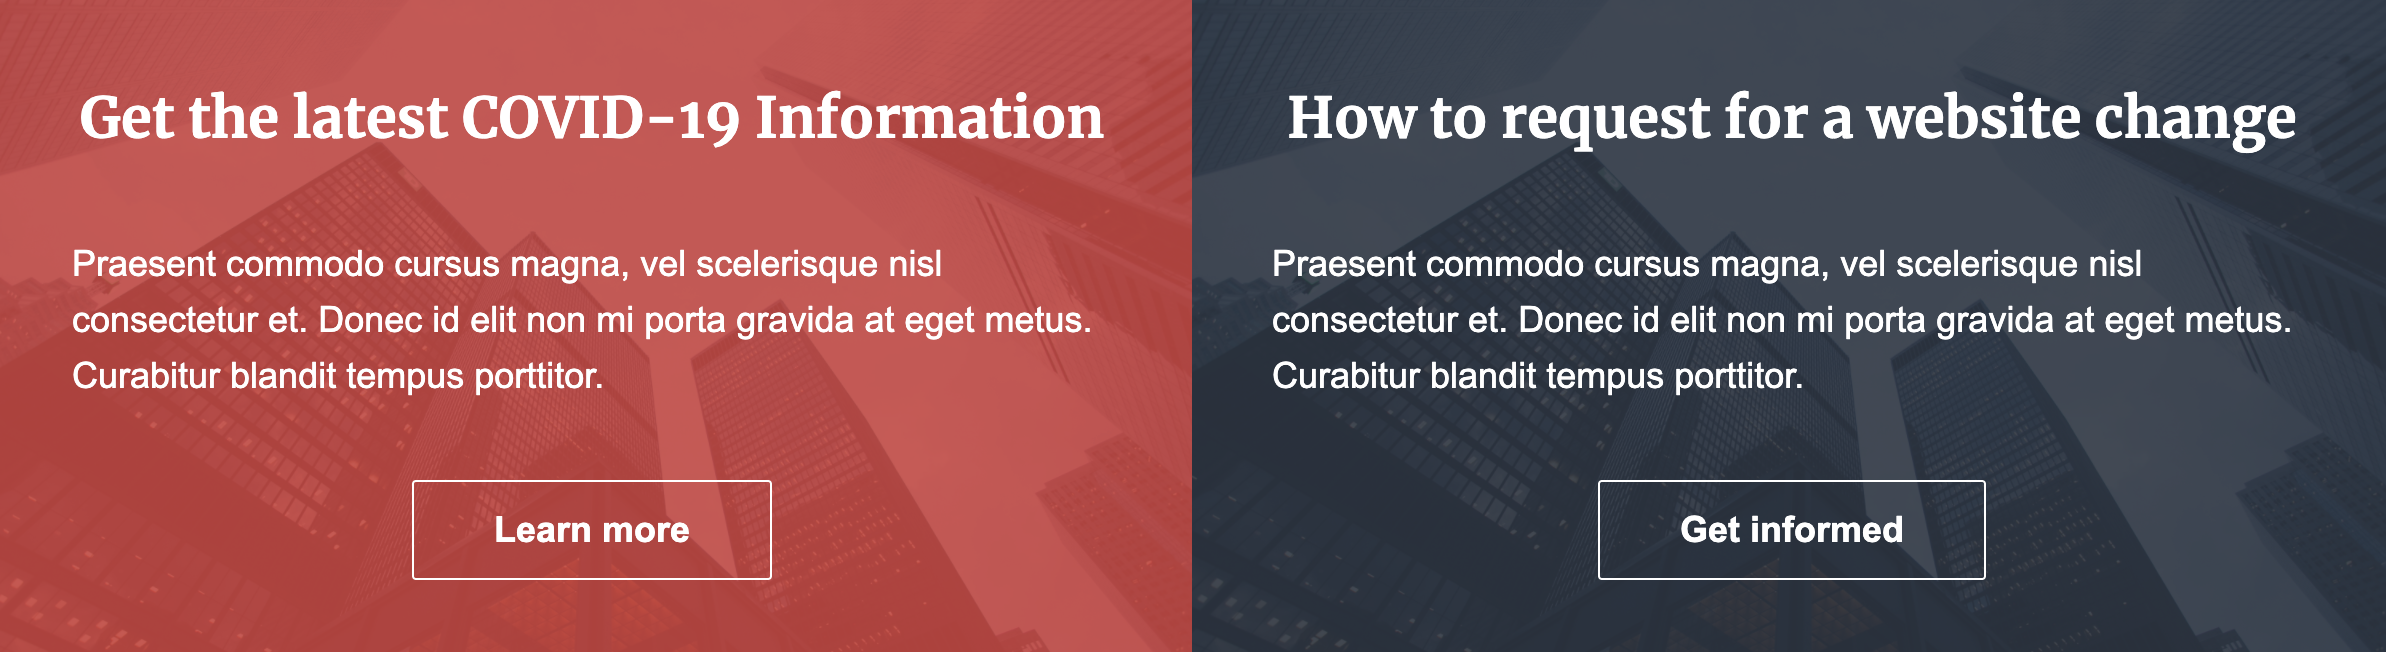 Get the latest COVID-19 Information
Praesent commodo cursus magna, vel scelerisque nisl
consectetur et. Donec id elit non mi porta gravida at eget metus.
Curabitur blandit tempus porttitor.
Learn more
How to request for a website change
Praesent commodo cursus magna, vel scelerisque nisl
consectetur et. Donec id elit non mi porta gravida at eget metus.
Curabitur blandit tempus porttitor.
Get informed